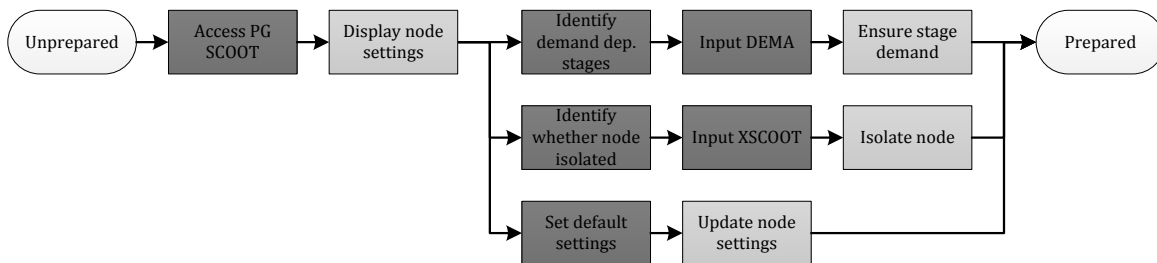 Unprepared
Access PG
SCOOT
Display node
settings
Identify
demand dep.
stages
Input DEMA
Ensure stage
demand
Prepared
Identify
whether node
isolated
Input XSCOOT
Isolate node
Set default
settings
Update node
settings